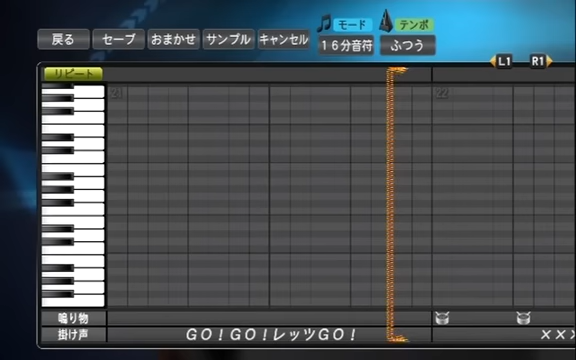 モード テンポ
戻る セーブ おまかせ サンプル キャンセル 16分音符 ふつう
L1 R1
リピート
21 22
鳴り物
掛け声 GO!GO!レッツGO! ×××